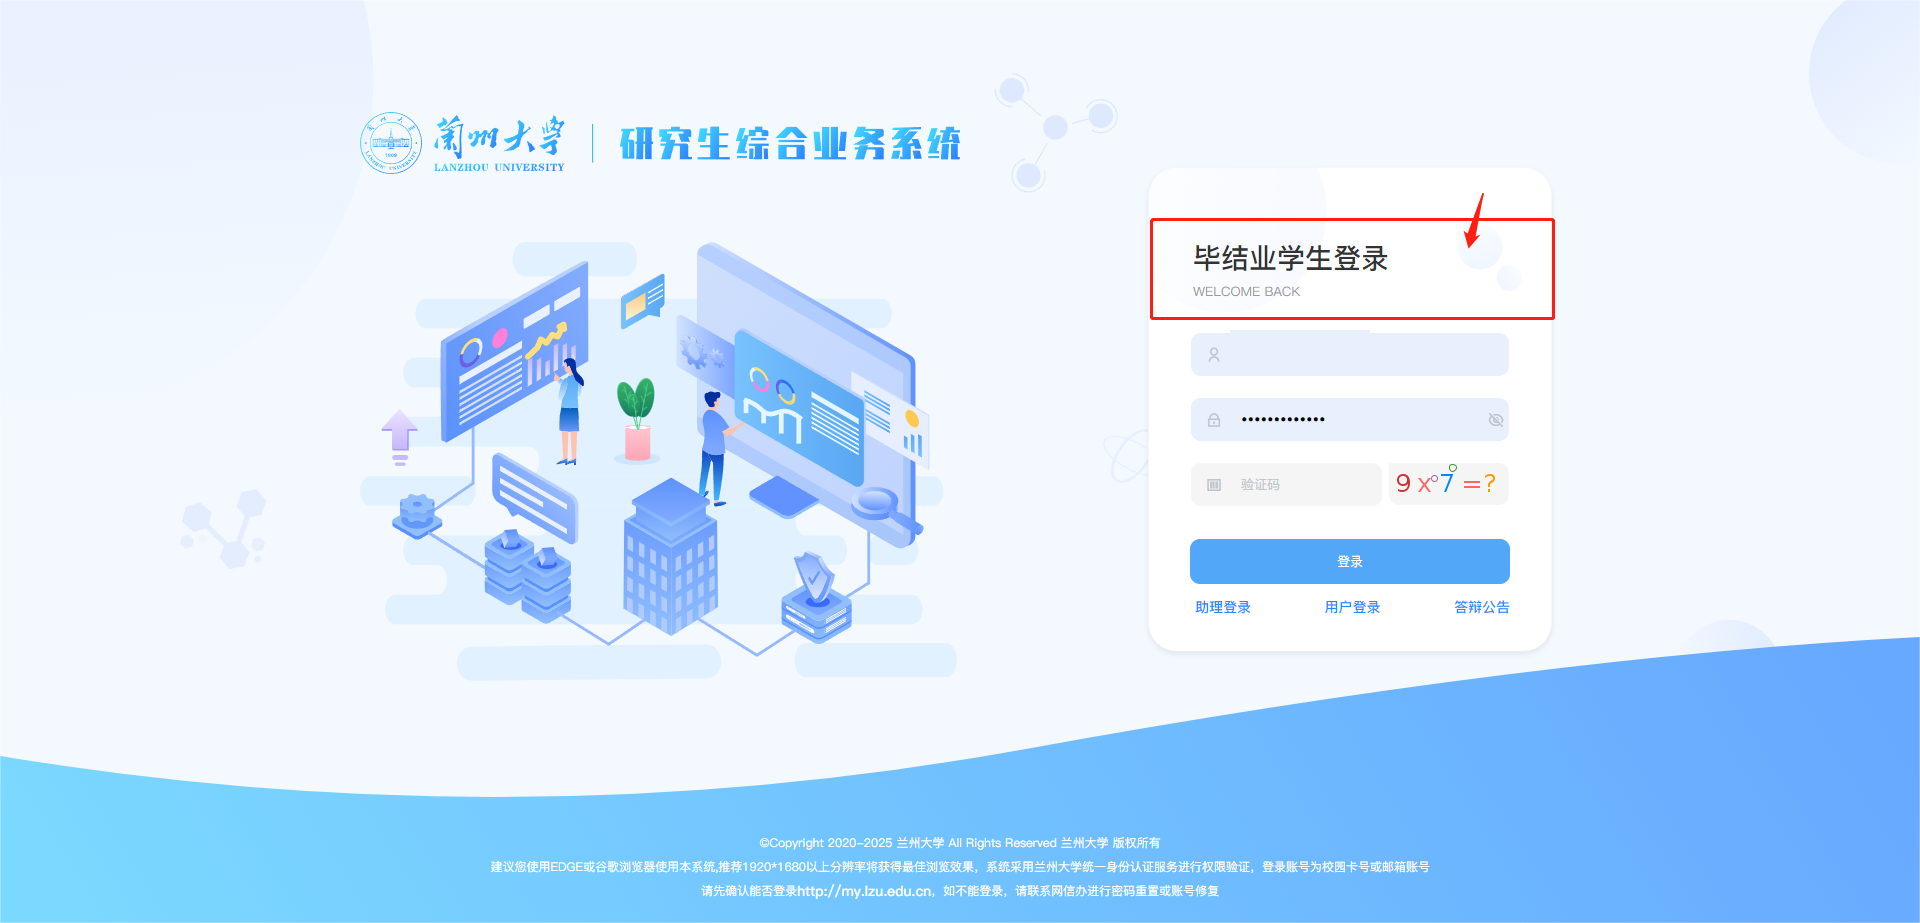 兰州大学
LANZHOU UNIVERSITY
研究生综合业务系统
毕结业学生登录
WELCOME BACK
•••••••••••••
验证码
9 x 7 = ?
登录
助理登录
用户登录
答辩公告
©Copyright 2020-2025 兰州大学 All Rights Reserved 兰州大学 版权所有
建议您使用EDGE或谷歌浏览器使用本系统,推荐1920*1680以上分辨率将获得最佳浏览效果，系统采用兰州大学统一身份认证服务进行权限验证，登录账号为校园卡号或邮箱账号
请先确认能否登录http://my.lzu.edu.cn，如不能登录，请联系网信办进行密码重置或账号修复